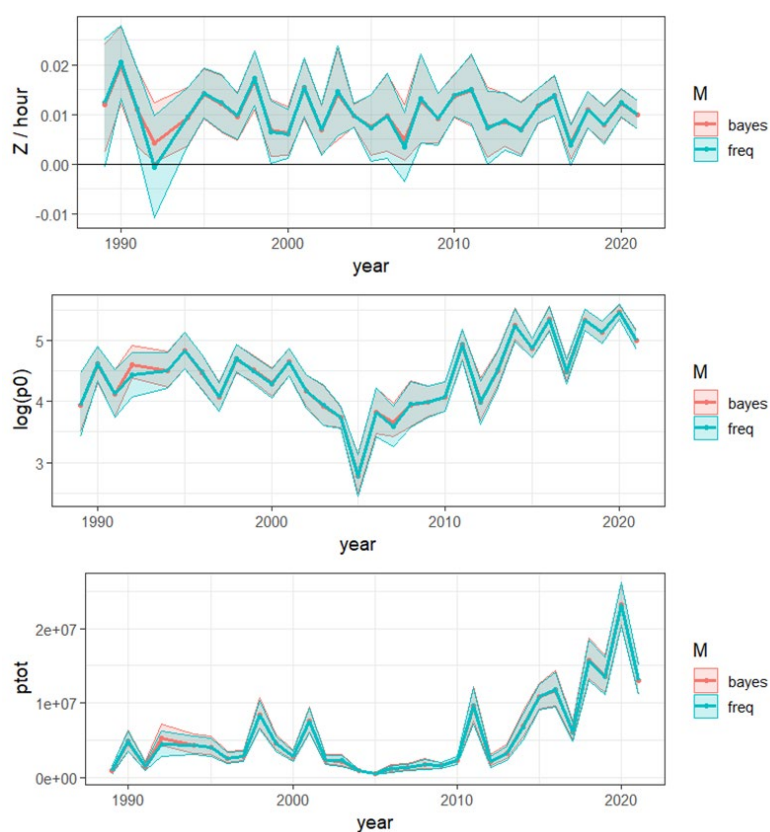 0.02
0.01
0.00
-0.01
Z / hour
1990
2000
2010
2020
year
M
bayes
freq
5
4
3
log(p0)
1990
2000
2010
2020
year
M
bayes
freq
2e+07
1e+07
0e+00
ptot
1990
2000
2010
2020
year
M
bayes
freq